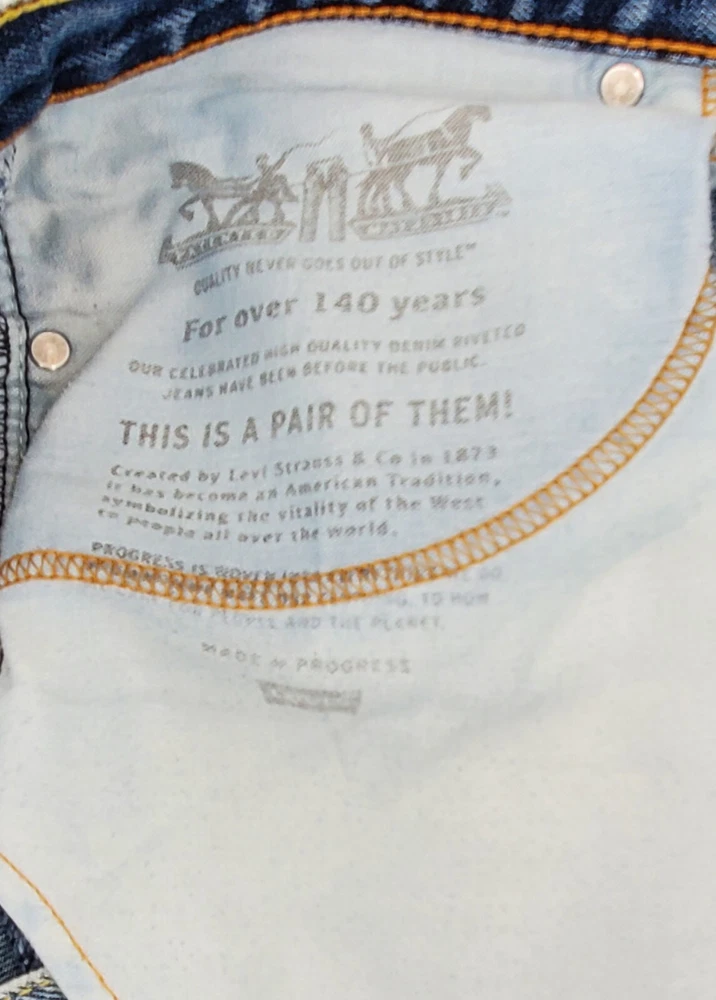 QUALITY NEVER GOES OUT OF STYLE™
For over 140 years
OUR CELEBRATED HIGH QUALITY DENIM RIVETED
JEANS HAVE BEEN BEFORE THE PUBLIC.
THIS IS A PAIR OF THEM!
Created by Levi Strauss & Co in 1873
it has become an American Tradition,
symbolizing the vitality of the West
to people all over the world.
PROGRESS IS WOVEN
TO HOW
PEOPLE AND THE PLANET.
MADE OF PROGRESS